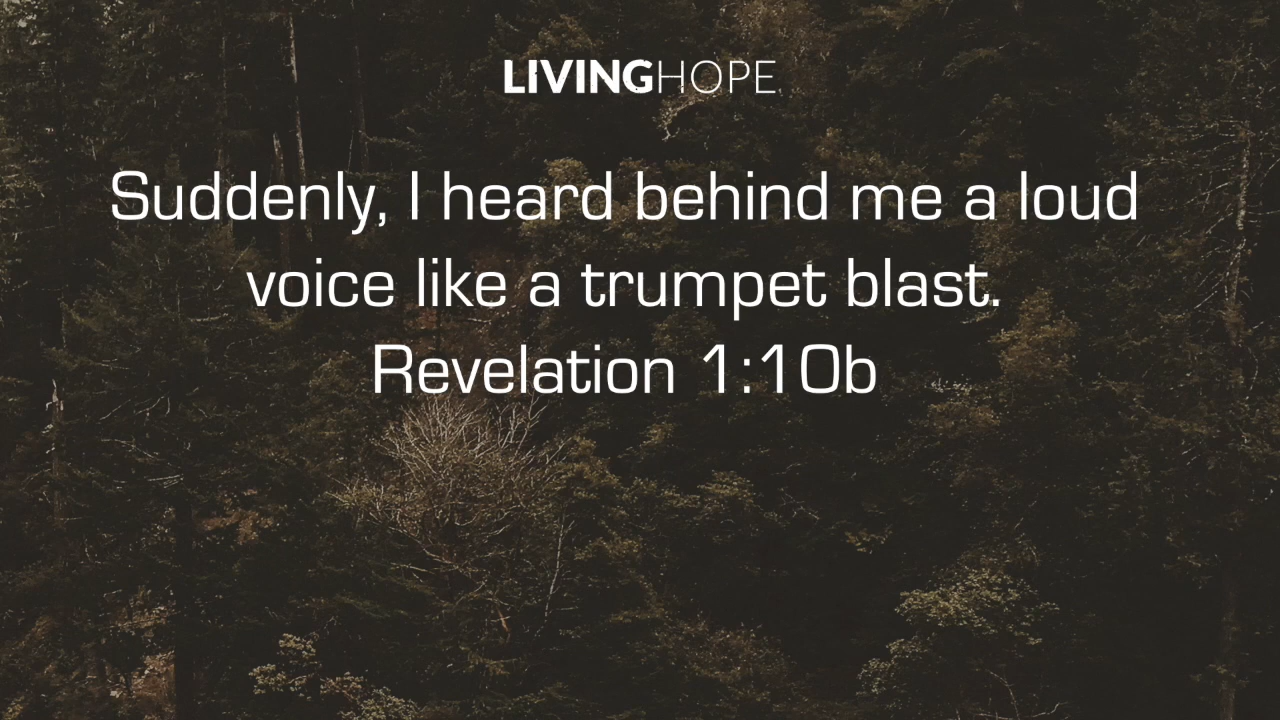 LIVINGHOPE
Suddenly, I heard behind me a loud
voice like a trumpet blast.
Revelation 1:10b